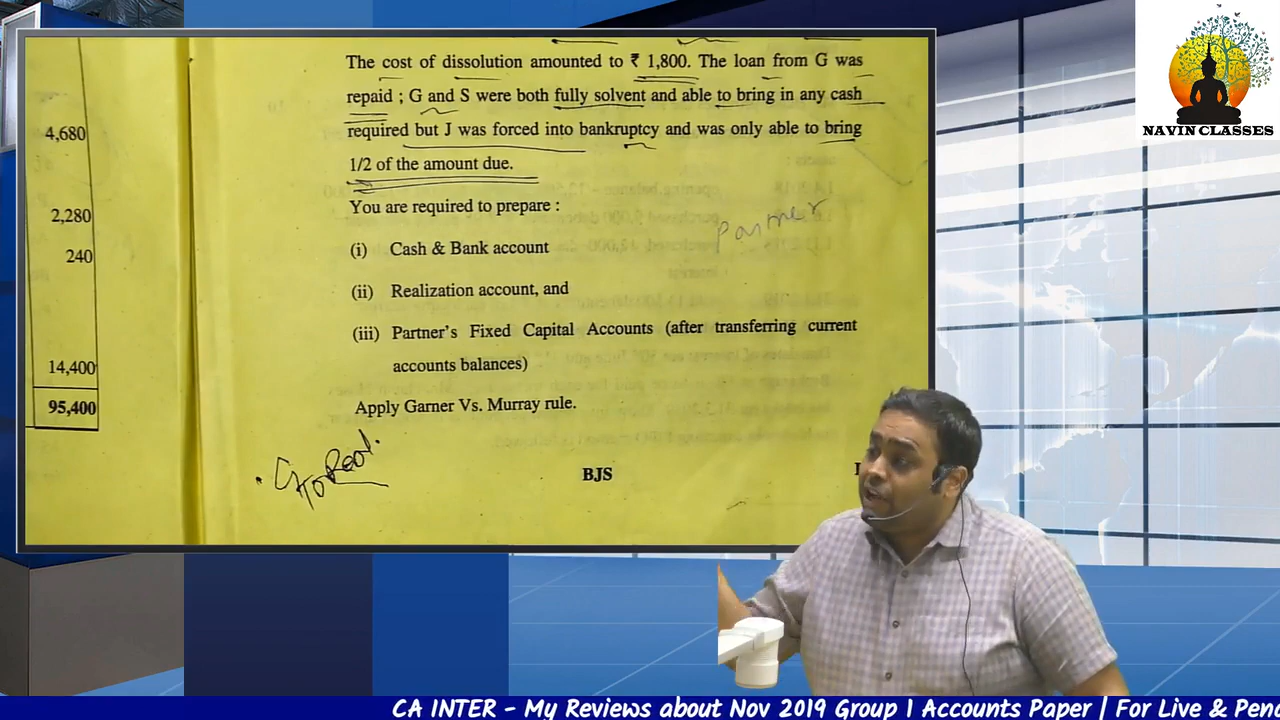 NAVIN CLASSES
4,680
2,280
240
14,400
95,400
The cost of dissolution amounted to ₹ 1,800. The loan from G was
repaid ; G and S were both fully solvent and able to bring in any cash
required but J was forced into bankruptcy and was only able to bring
1/2 of the amount due.
You are required to prepare :
Partner
(i) Cash & Bank account
(ii) Realization account, and
(iii) Partner's Fixed Capital Accounts (after transferring current
accounts balances)
Apply Garner Vs. Murray rule.
BJS
CA INTER - My Reviews about Nov 2019 Group 1 Accounts Paper | For Live & Pend